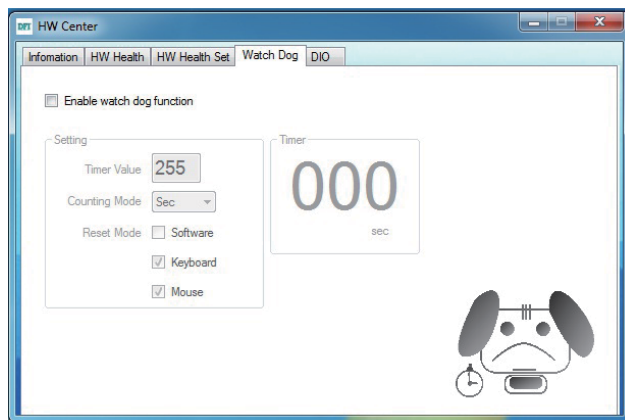 DFI HW Center
Infomation HW Health HW Health Set Watch Dog DIO
Enable watch dog function
Setting
Timer Value 255
Counting Mode Sec
Reset Mode Software
Keyboard
Mouse
Timer
000
sec